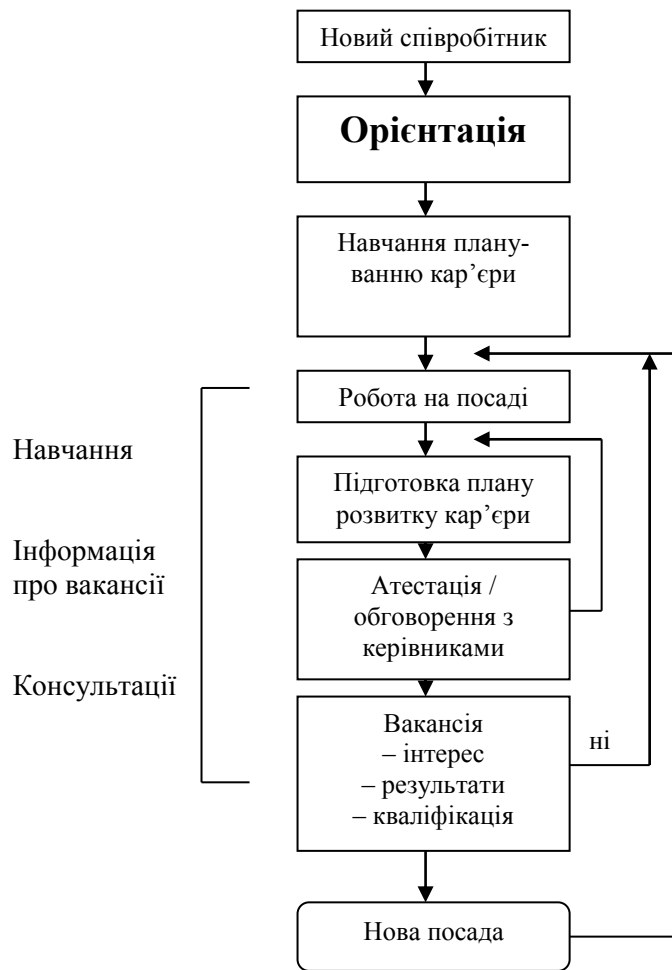 Новий співробітник
Орієнтація
Навчання плану-
ванню кар’єри
Робота на посаді
Навчання
Підготовка плану
розвитку кар’єри
Інформація
про вакансії
Атестація /
обговорення з
керівниками
Консультації
Вакансія
– інтерес
– результати
– кваліфікація
ні
Нова посада